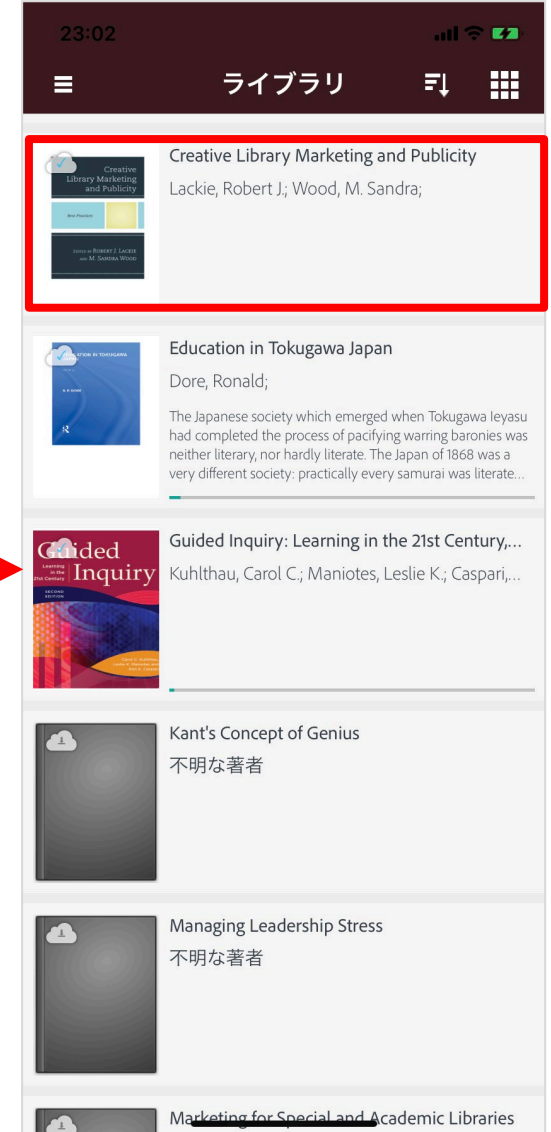 23:02
ライブラリ
Creative
Library Marketing
and Publicity
Best Practices
EDITED BY ROBERT J. LACKIE
AND M. SANDRA WOOD
Creative Library Marketing and Publicity
Lackie, Robert J.; Wood, M. Sandra;
EDUCATION IN TOKUGAWA
R. P. DORE
Education in Tokugawa Japan
Dore, Ronald;
The Japanese society which emerged when Tokugawa Ieyasu
had completed the process of pacifying warring baronies was
neither literary, nor hardly literate. The Japan of 1868 was a
very different society: practically every samurai was literate...
Guided
Learning
in the
21st Century
Inquiry
SECOND
EDITION
Guided Inquiry: Learning in the 21st Century,...
Kuhlthau, Carol C.; Maniotes, Leslie K.; Caspari,...
Kant's Concept of Genius
不明な著者
Managing Leadership Stress
不明な著者
Marketing for Special and Academic Libraries